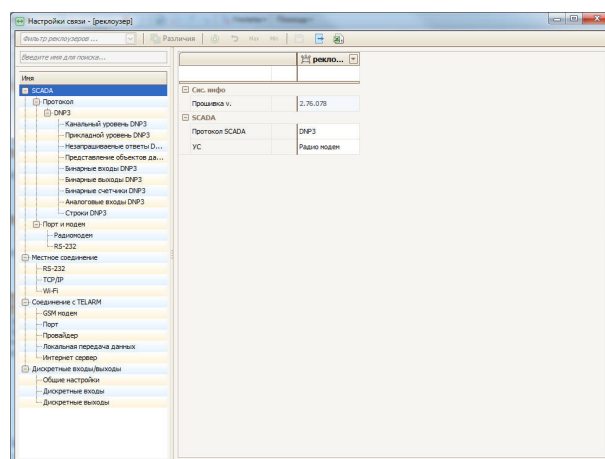 Настройки связи - [реклоузер]
Фильтр реклоузеров ...
Различия
Введите имя для поиска...
Имя
SCADA
Протокол
DNP3
Канальный уровень DNP3
Прикладной уровень DNP3
Незапрашиваемые ответы D...
Представление объектов да...
Бинарные входы DNP3
Бинарные выходы DNP3
Бинарные счетчики DNP3
Аналоговые входы DNP3
Строки DNP3
Порт и модем
Радиомодем
RS-232
Местное соединение
RS-232
TCP/IP
Wi-Fi
Соединение с TELARM
GSM модем
Порт
Провайдер
Локальная передача данных
Интернет сервер
Дискретные входы/выходы
Общие настройки
Дискретные входы
Дискретные выходы
рекло...
Сис. инфо
Прошивка v. 2.76.078
SCADA
Протокол SCADA DNP3
УС Радио модем